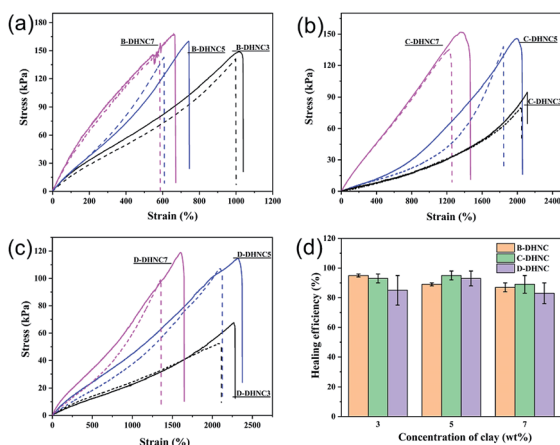 (a)
B-DHNC7
B-DHNC5
B-DHNC3
Stress (kPa)
180
150
120
90
60
30
0
0 200 400 600 800 1000 1200
Strain (%)
(b)
C-DHNC7
C-DHNC5
C-DHNC3
Stress (kPa)
180
150
120
90
60
30
0
0 400 800 1200 1600 2000 2400
Strain (%)
(c)
D-DHNC7
D-DHNC5
D-DHNC3
Stress (kPa)
120
100
80
60
40
20
0
0 500 1000 1500 2000 2500
Strain (%)
(d)
B-DHNC
C-DHNC
D-DHNC
Healing efficiency (%)
120
100
80
60
40
20
0
3 5 7
Concentration of clay (wt%)